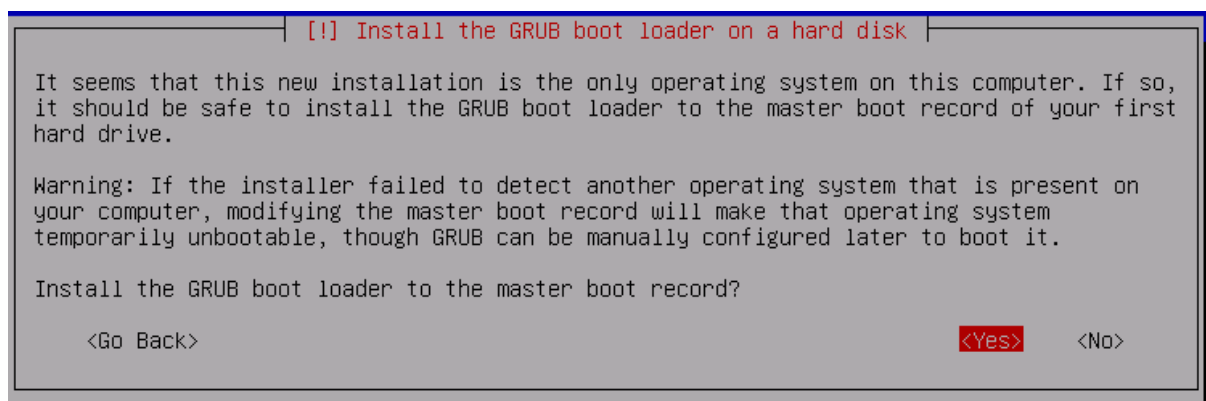 [!] Install the GRUB boot loader on a hard disk
It seems that this new installation is the only operating system on this computer. If so,
it should be safe to install the GRUB boot loader to the master boot record of your first
hard drive.
Warning: If the installer failed to detect another operating system that is present on
your computer, modifying the master boot record will make that operating system
temporarily unbootable, though GRUB can be manually configured later to boot it.
Install the GRUB boot loader to the master boot record?
<Go Back> <Yes> <No>